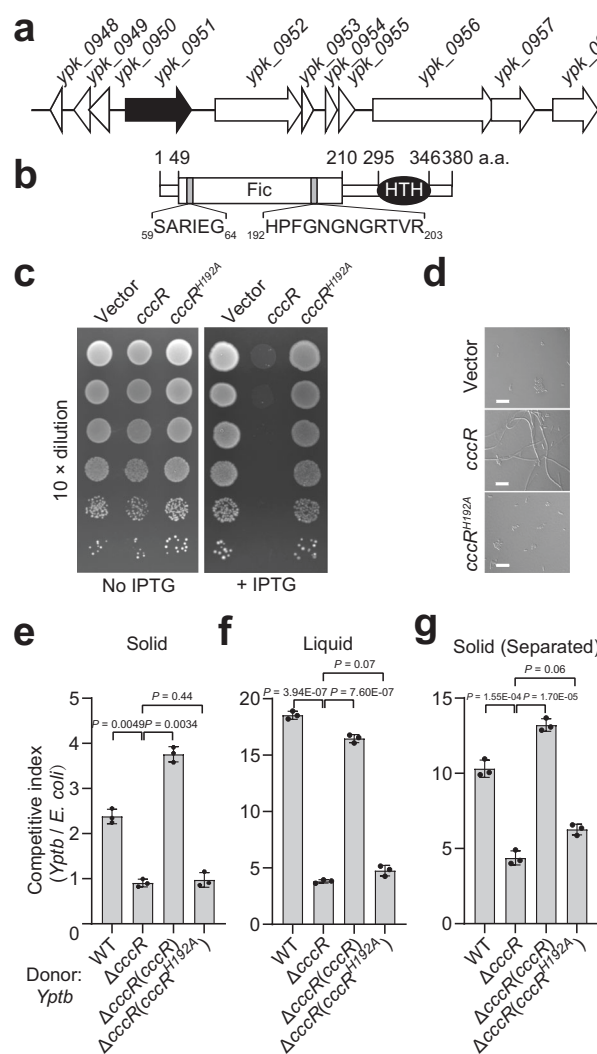 a
ypk_0948
ypk_0949
ypk_0950
ypk_0951
ypk_0952
ypk_0953
ypk_0954
ypk_0955
ypk_0956
ypk_0957
b
1 49 210 295 346 380 a.a.
Fic
HTH
59SARIEG64 192HPFGNGNGRTVR203
c
Vector cccR cccRH192A Vector cccR cccRH192A
10 × dilution
No IPTG + IPTG
d
Vector
cccR
cccRH192A
e
Solid
P = 0.44
P = 0.0049 P = 0.0034
Competitive index
(Yptb / E. coli)
5
4
3
2
1
0
WT
ΔcccR
ΔcccR(cccR)
ΔcccR(cccRH192A)
Donor:
Yptb
f
Liquid
P = 0.07
P = 3.94E-07 P = 7.60E-07
20
15
10
5
0
WT
ΔcccR
ΔcccR(cccR)
ΔcccR(cccRH192A)
g
Solid (Separated)
P = 0.06
P = 1.55E-04 P = 1.70E-05
15
10
5
0
WT
ΔcccR
ΔcccR(cccR)
ΔcccR(cccRH192A)